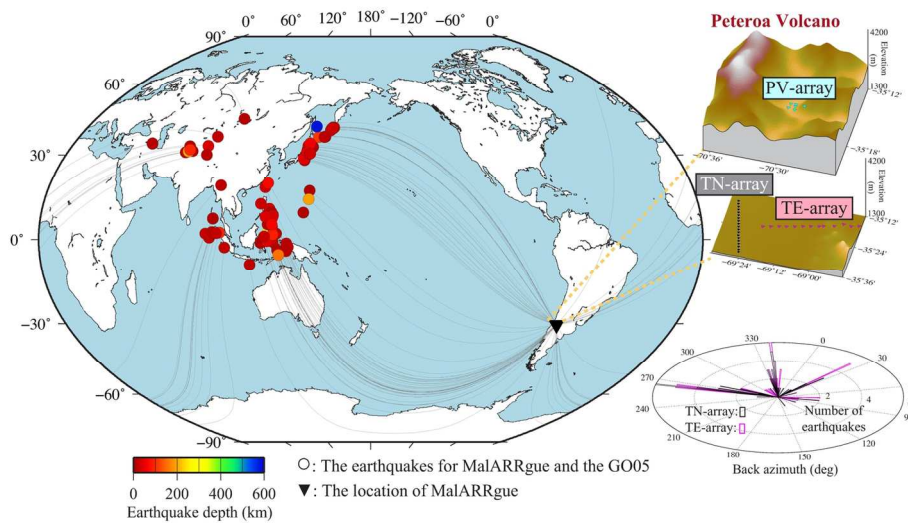 0° 60° 120°
30° 90°
0°
90°
60°
30°
0°
−30°
−60°
−90°
Peteroa Volcano
4200
Elevation
(m)
1300
−35°12'
PV-array
−35°18'
−70°36'
−70°30'
TN-array
4200
Elevation
(m)
TE-array
1300
−35°12'
−35°24'
−69°24'
−69°12'
−69°00'
−35°36'
330
0
300
30
270
240
2
4
TN-array:
Number of
TE-array:
earthquakes
210
120
180
150
Back azimuth (deg)
0 200 400 600
Earthquake depth (km)
: The earthquakes for MalARRgue and the GO05
: The location of MalARRgue